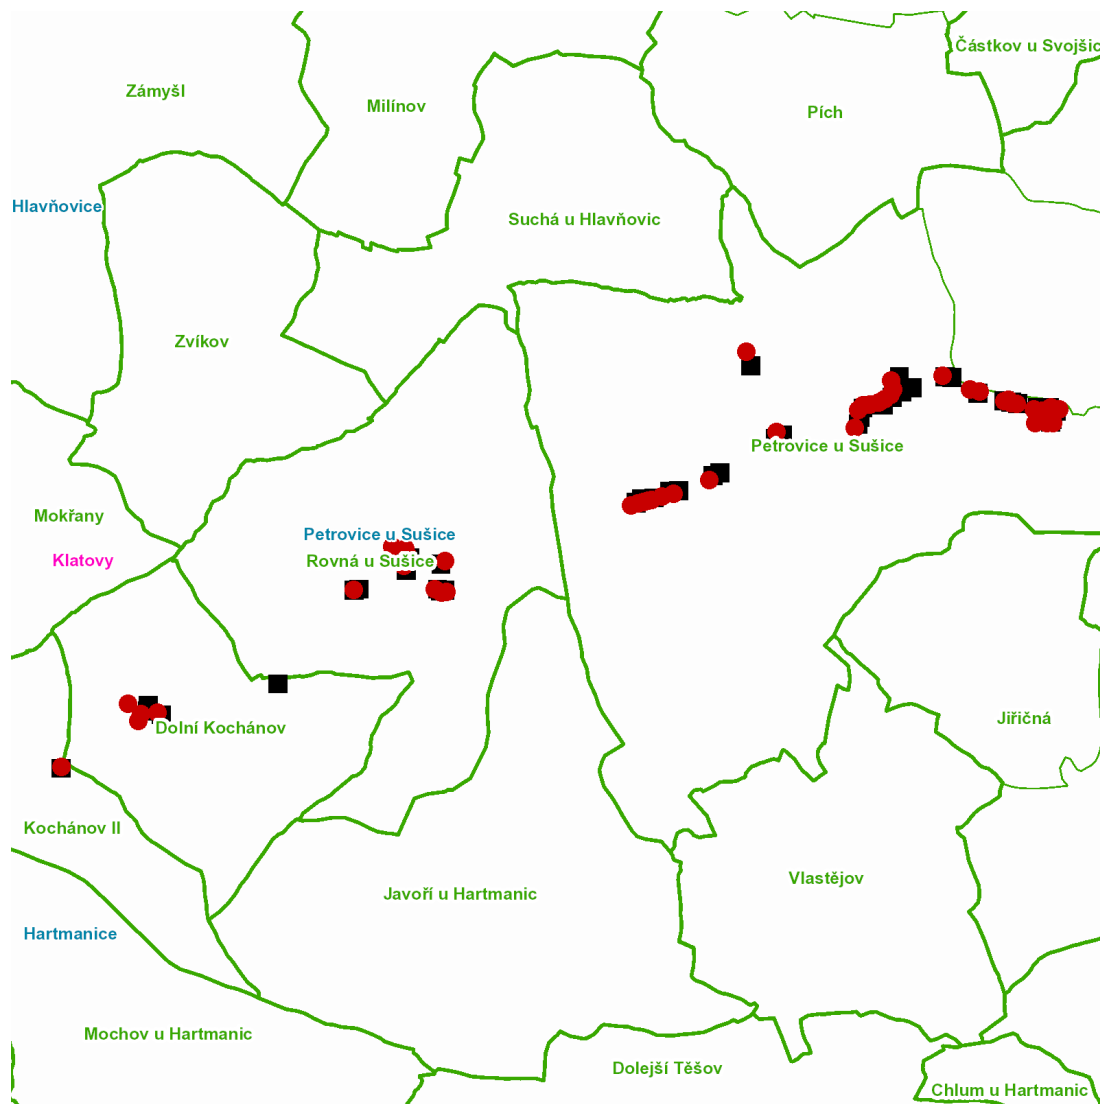 Částkov u Svojšic
Zámyšl
Milínov
Pích
Hlavňovice
Suchá u Hlavňovic
Zvíkov
Petrovice u Sušice
Mokřany
Petrovice u Sušice
Klatovy
Rovná u Sušice
Jiřičná
Dolní Kochánov
Kochánov II
Vlastějov
Javoří u Hartmanic
Hartmanice
Mochov u Hartmanic
Dolejší Těšov
Chlum u Hartmanic